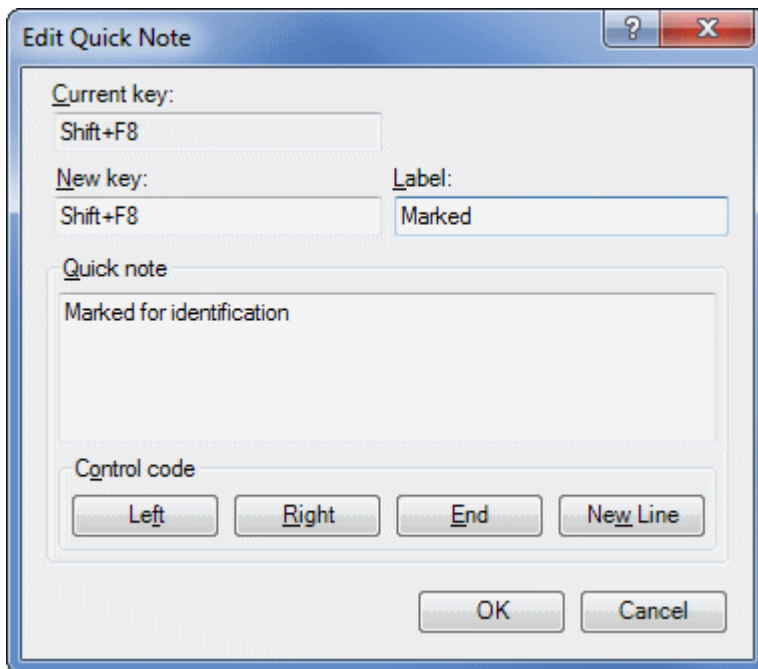 Edit Quick Note
Current key:
Shift+F8
New key:
Label:
Shift+F8
Marked
Quick note
Marked for identification
Control code
Left
Right
End
New Line
OK
Cancel